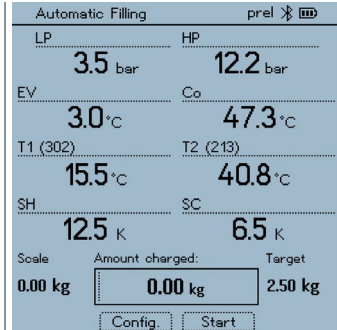 Automatic Filling prel
LP HP
3.5 bar 12.2 bar
EV Co
3.0°C 47.3°C
T1 (302) T2 (213)
15.5°C 40.8°C
SH SC
12.5 K 6.5 K
Scale Amount charged: Target
0.00 kg 0.00 kg 2.50 kg
Config. Start